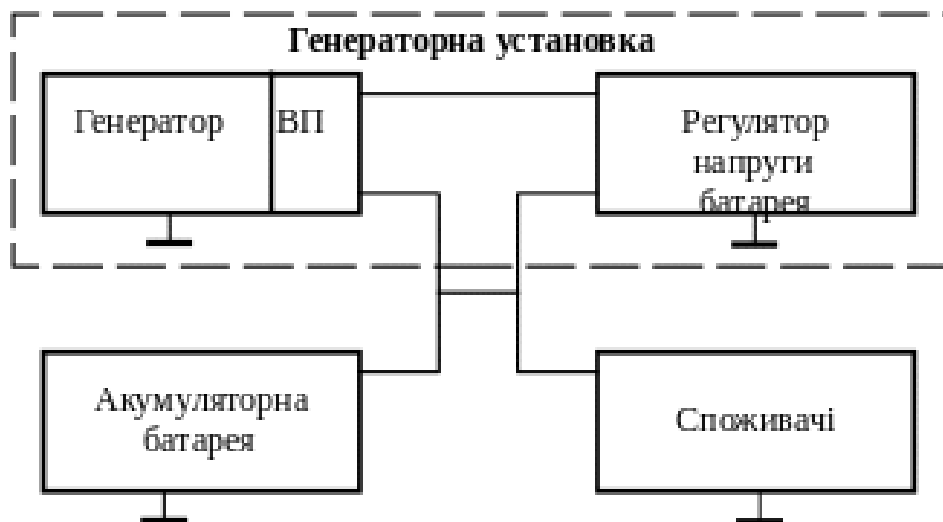 Генераторна установка
Генератор
ВП
Регулятор
напруги
батарея
Акумуляторна
батарея
Споживачі